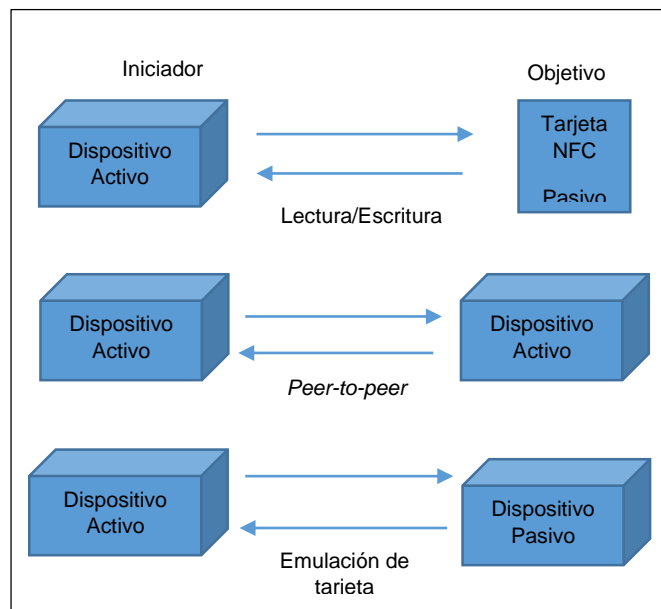 Iniciador
Objetivo
Dispositivo
Activo
Tarjeta
NFC
Pasivo
Lectura/Escritura
Dispositivo
Activo
Dispositivo
Activo
Peer-to-peer
Dispositivo
Activo
Dispositivo
Pasivo
Emulación de
tarjeta